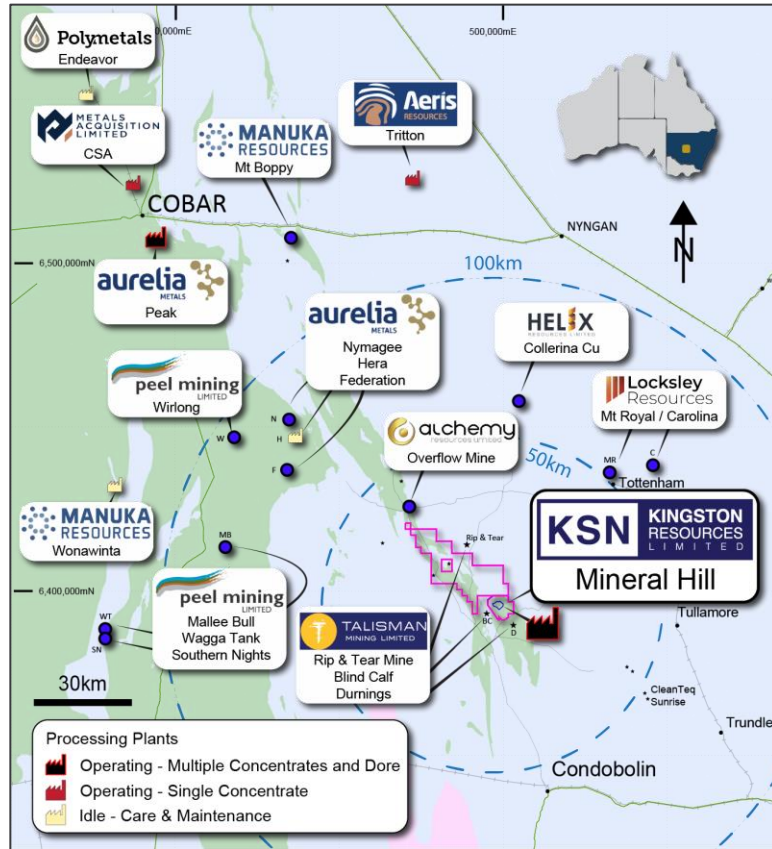 Polymetals
Endeavor
METALS
ACQUISITION
LIMITED
CSA
COBAR
MANUKA
RESOURCES
Mt Boppy
Aeris
RESOURCES
Tritton
500,000mE
NYNGAN
N
6,500,000mN
100km
aurelia
METALS
Peak
aurelia
METALS
Nymagee
Hera
Federation
HELIX
RESOURCES LIMITED
Collerina Cu
peel mining
LIMITED
Wirlong
W
N
H
F
alchemy
resources limited
Overflow Mine
50km
Locksley
Resources
Mt Royal / Carolina
MR
C
Tottenham
MANUKA
RESOURCES
Wonawinta
MB
Rip & Tear
KSN
KINGSTON
RESOURCES
LIMITED
Mineral Hill
6,400,000mN
WT
SN
peel mining
LIMITED
Mallee Bull
Wagga Tank
Southern Nights
TALISMAN
MINING LIMITED
Rip & Tear Mine
Blind Calf
Durnings
BC
D
Tullamore
CleanTeq
Sunrise
Trundle
30km
Condobolin
Processing Plants
Operating - Multiple Concentrates and Dore
Operating - Single Concentrate
Idle - Care & Maintenance